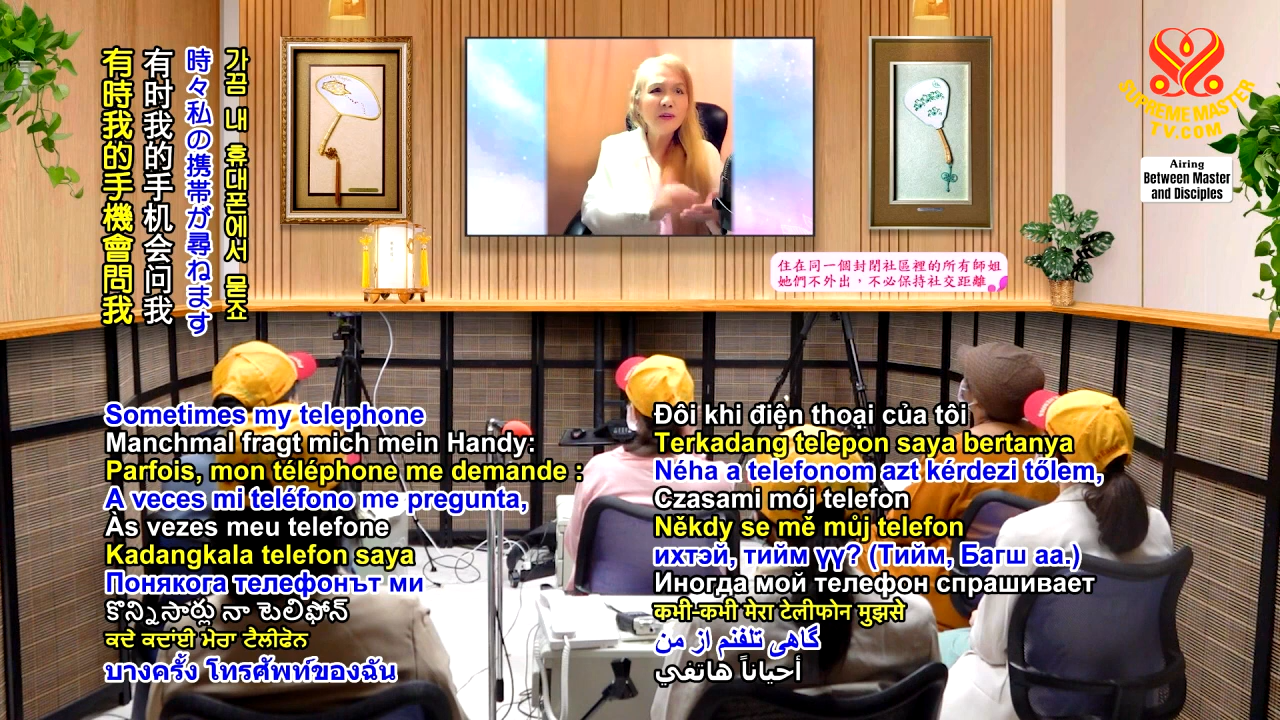 有時我的手機會問我
有时我的手机会问我
時々私の携帯が尋ねます
가끔 내 휴대폰에서 묻죠
SUPREME MASTER
TV.COM
Airing
Between Master
and Disciples
住在同一個封閉社區裡的所有師姐
她們不外出，不必保持社交距離
Sometimes my telephone
Manchmal fragt mich mein Handy:
Parfois, mon téléphone me demande :
A veces mi teléfono me pregunta,
Às vezes meu telefone
Kadangkala telefon saya
Понякога телефонът ми
కొన్నిసార్లు నా టెలిఫోన్
ਕਦੇ ਕਦਾਂਈ ਮੇਰਾ ਟੈਲੀਫੋਨ
บางครั้ง โทรศัพท์ของฉัน
Đôi khi điện thoại của tôi
Terkadang telepon saya bertanya
Néha a telefonom azt kérdezi tőlem,
Czasami mój telefon
Někdy se mě můj telefon
ихтэй, тийм үү? (Тийм, Багш аа.)
Иногда мой телефон спрашивает
कभी-कभी मेरा टेलीफोन मुझसे
گاهی تلفنم از من
أحياناً هاتفي